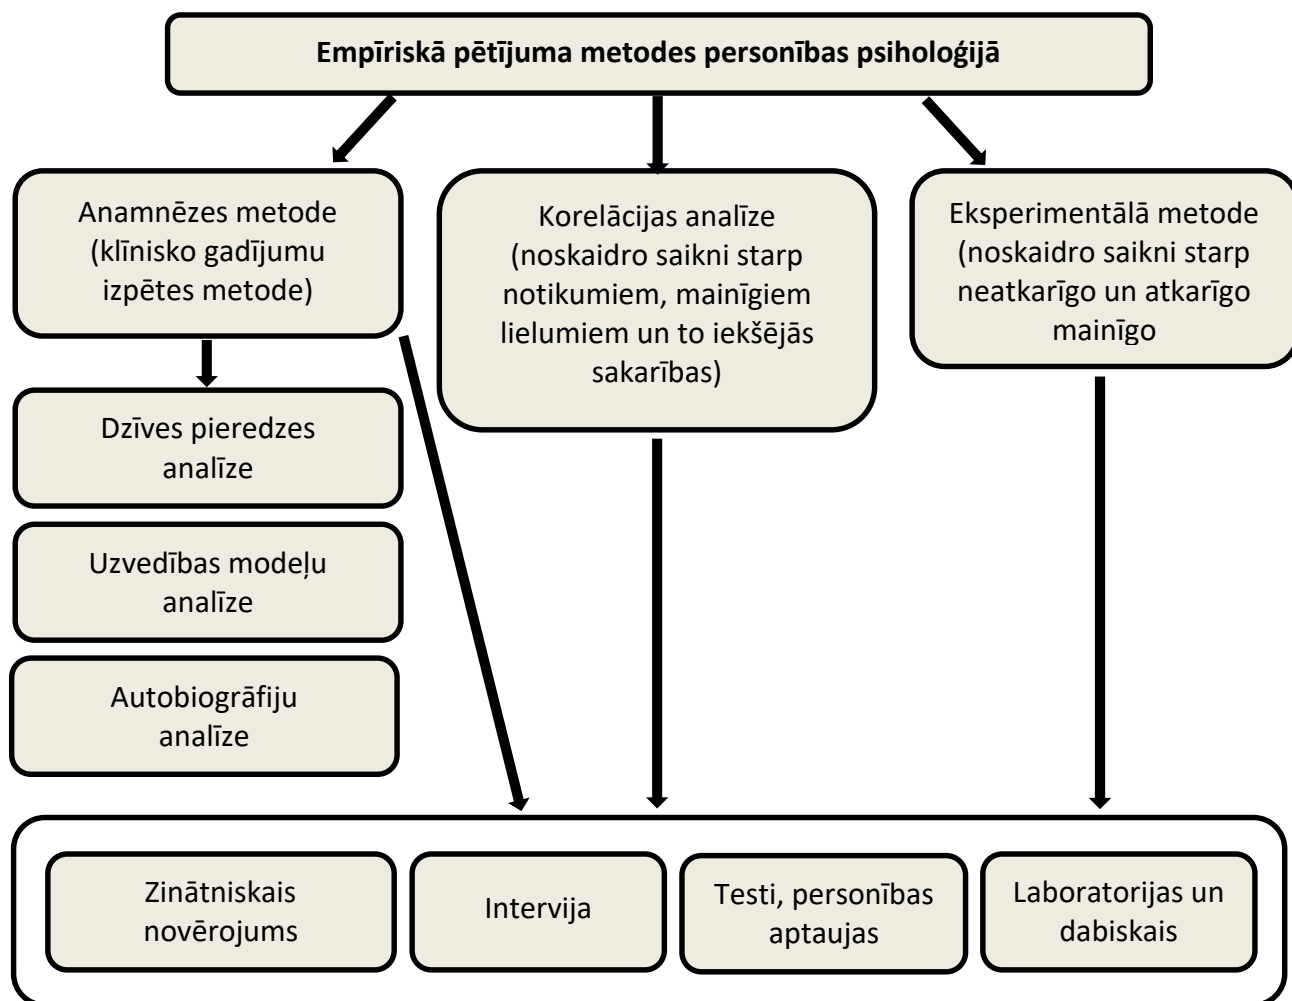 Empīriskā pētījuma metodes personības psiholoģijā
Anamnēzes metode
(klīnisko gadījumu
izpētes metode)
Korelācijas analīze
(noskaidro saikni starp
notikumiem, mainīgiem
lielumiem un to iekšējās
sakarības)
Eksperimentālā metode
(noskaidro saikni starp
neatkarīgo un atkarīgo
mainīgo
Dzīves pieredzes
analīze
Uzvedības modeļu
analīze
Autobiogrāfiju
analīze
Zinātniskais
novērojums
Intervija
Testi, personības
aptaujas
Laboratorijas un
dabiskais